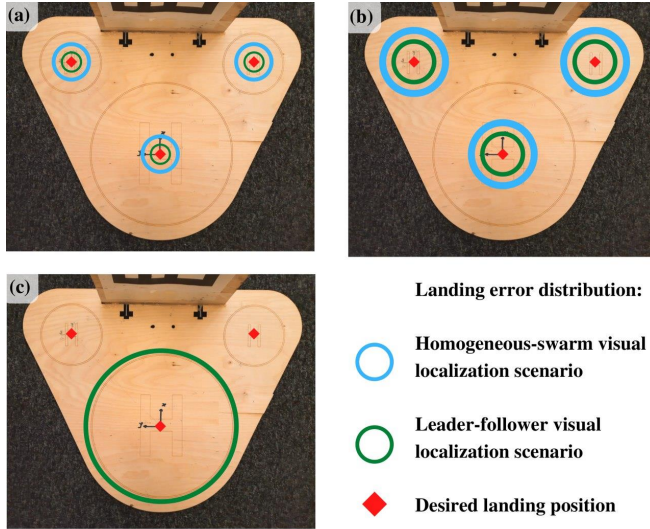 (a)
(b)
(c)
Landing error distribution:
Homogeneous-swarm visual
localization scenario
Leader-follower visual
localization scenario
Desired landing position